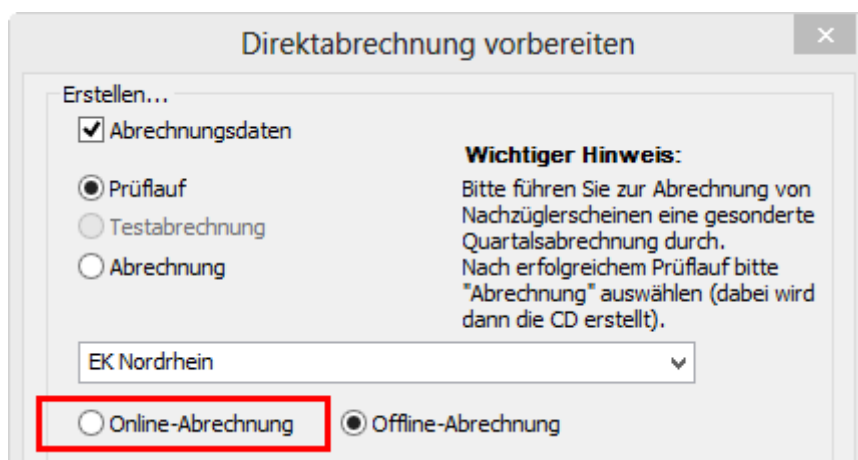 Direktabrechnung vorbereiten
Erstellen...
Abrechnungsdaten
Prüflauf
Testabrechnung
Abrechnung
Wichtiger Hinweis:
Bitte führen Sie zur Abrechnung von
Nachzüglerscheinen eine gesonderte
Quartalsabrechnung durch.
Nach erfolgreichem Prüflauf bitte
"Abrechnung" auswählen (dabei wird
dann die CD erstellt).
EK Nordrhein
Online-Abrechnung Offline-Abrechnung